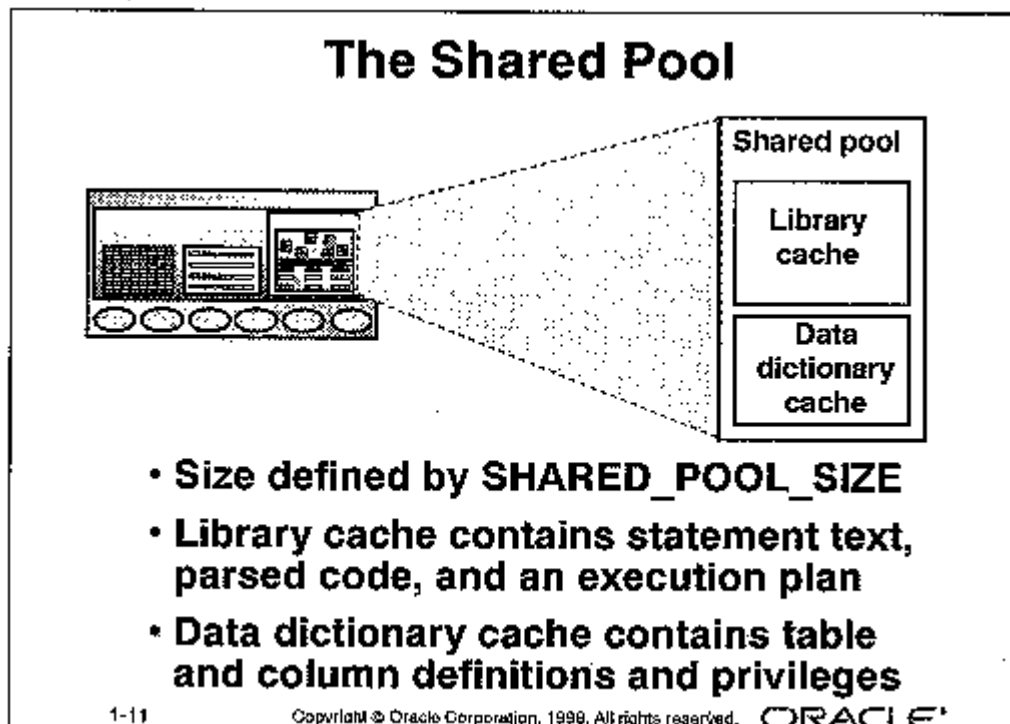 The Shared Pool
Shared pool
Library
cache
Data
dictionary
cache
• Size defined by SHARED_POOL_SIZE
• Library cache contains statement text,
parsed code, and an execution plan
• Data dictionary cache contains table
and column definitions and privileges
1-11
Copyright © Oracle Corporation, 1998, All rights reserved.
ORACLE